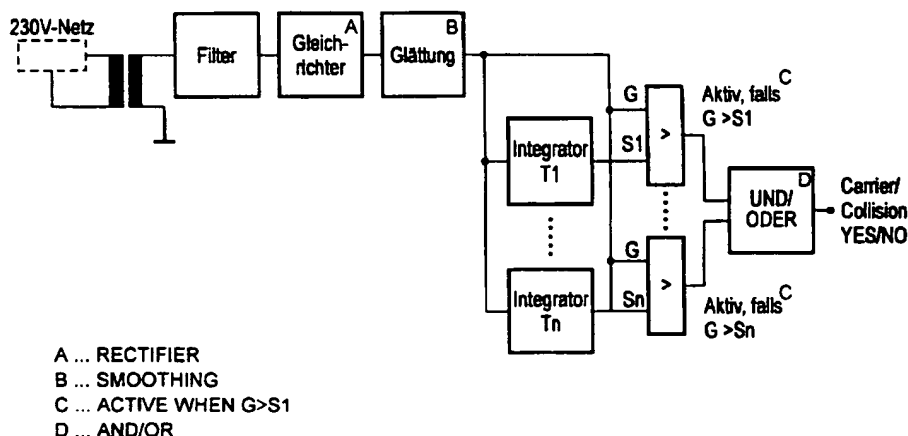 230V-Netz
Filter
A
Gleich-
richter
B
Glättung
G
S1
>
Aktiv, falls C
G >S1
Integrator
T1
D
UND/
ODER
Carrier/
Collision
YES/NO
G
Sn
>
Integrator
Tn
Aktiv, falls C
G >Sn
A ... RECTIFIER
B ... SMOOTHING
C ... ACTIVE WHEN G>S1
D ... AND/OR